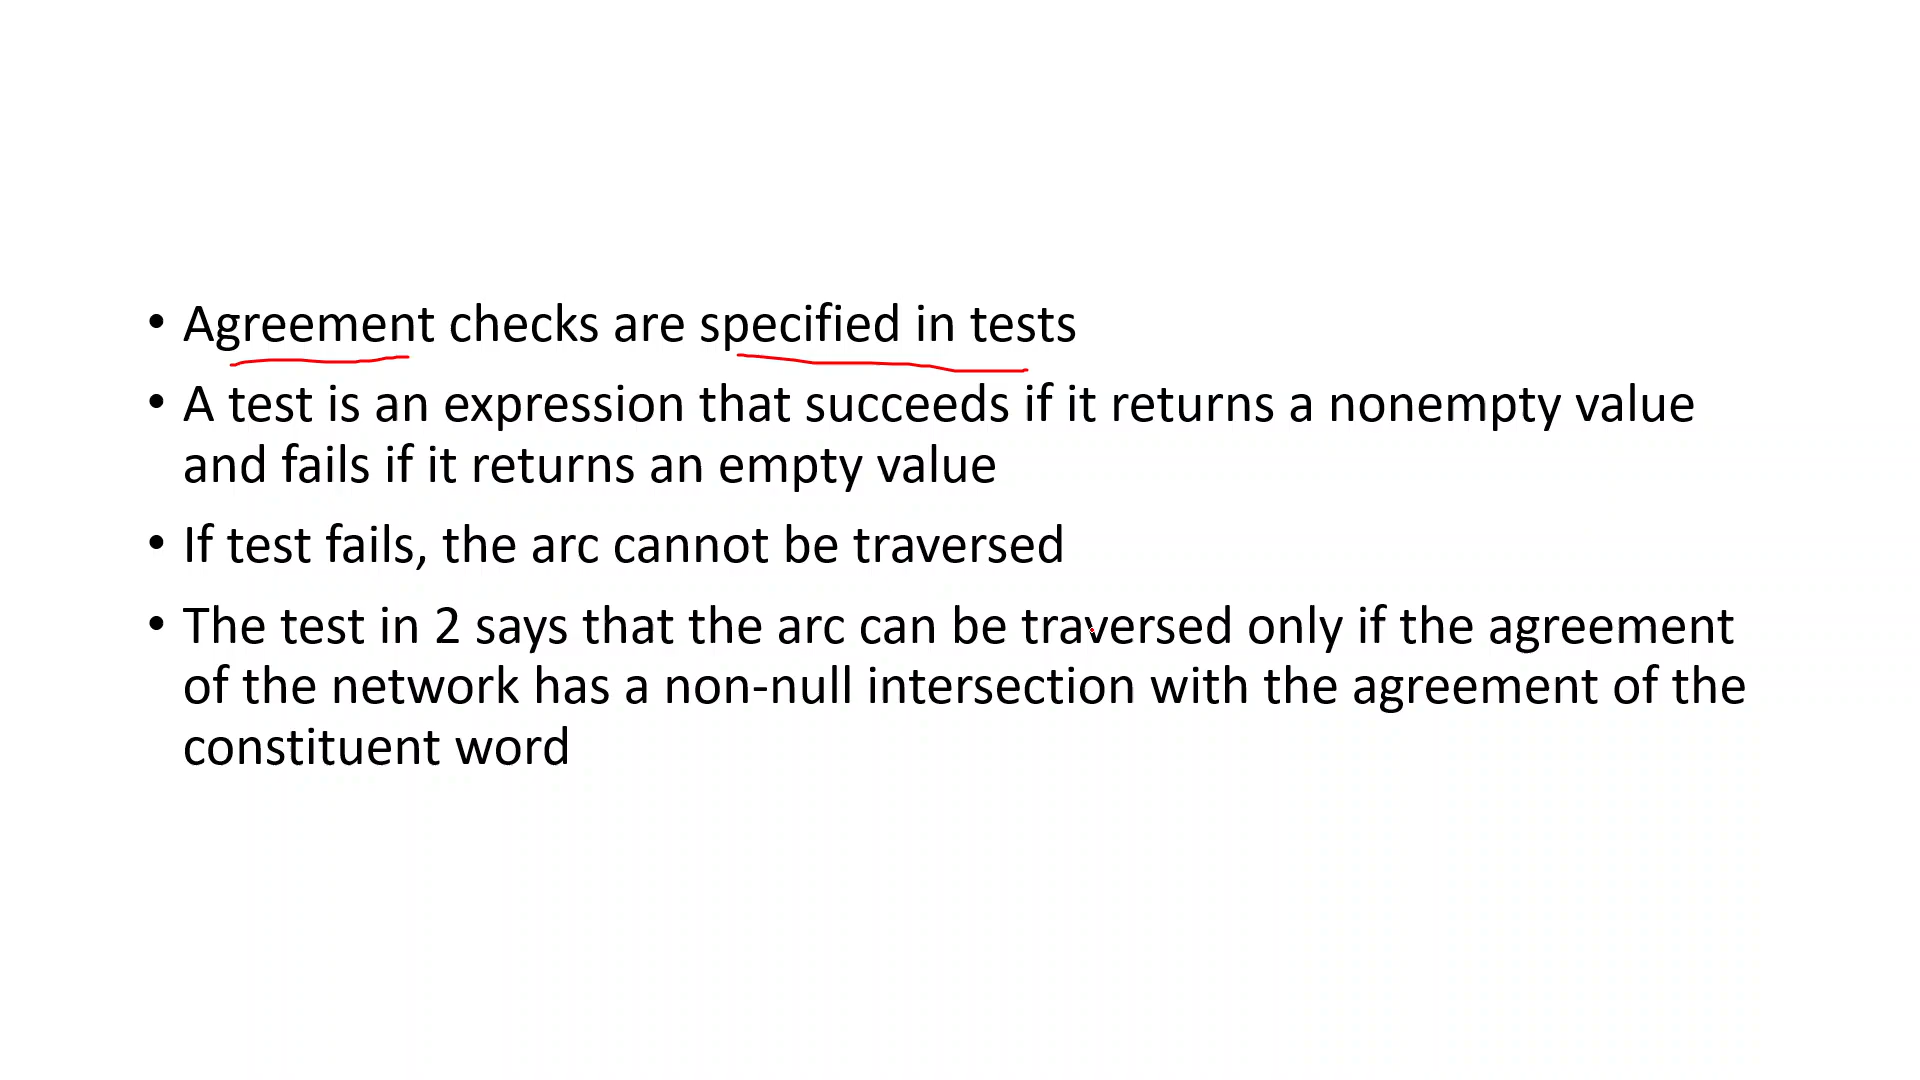 • Agreement checks are specified in tests
• A test is an expression that succeeds if it returns a nonempty value
and fails if it returns an empty value
• If test fails, the arc cannot be traversed
• The test in 2 says that the arc can be traversed only if the agreement
of the network has a non-null intersection with the agreement of the
constituent word